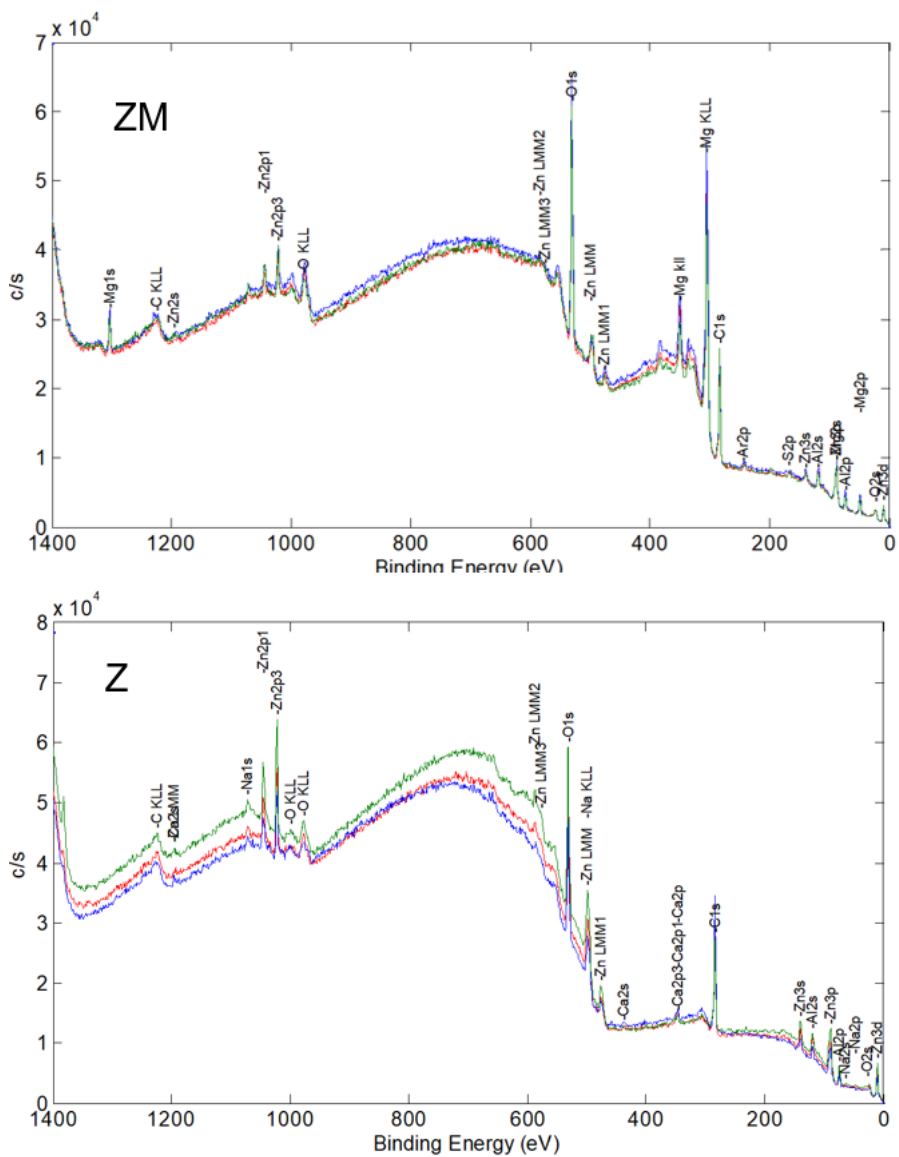 x 10⁴
ZM
c/s
7
6
5
4
3
2
1
0
-Mg1s
-C KLL
-Zn2s
-Zn2p1
-Zn2p3
-O KLL
-Zn LMM2
Zn LMM3
-O1s
-Zn LMM
-Zn LMM1
-Mg kll
-Mg KLL
-C1s
-Ar2p
-S2p
-Zn3s
-Al2s
-Al2p
-Mg2p
-O2s
-Zn3d
1400 1200 1000 800 600 400 200 0
Binding Energy (eV)
x 10⁴
Z
c/s
8
7
6
5
4
3
2
1
0
-C KLL
-Na1s
-Zn2p1
-Zn2p3
-O KLL
-O KLL
-Zn LMM2
-Zn LMM3
-O1s
-Na KLL
-Zn LMM
-Zn LMM1
-Ca2s
-Ca2p3-Ca2p1-Ca2p
-C1s
-Zn3s
-Al2s
-Zn3p
-Al2p
-Na2s
-Na2p
-O2s
-Zn3d
1400 1200 1000 800 600 400 200 0
Binding Energy (eV)